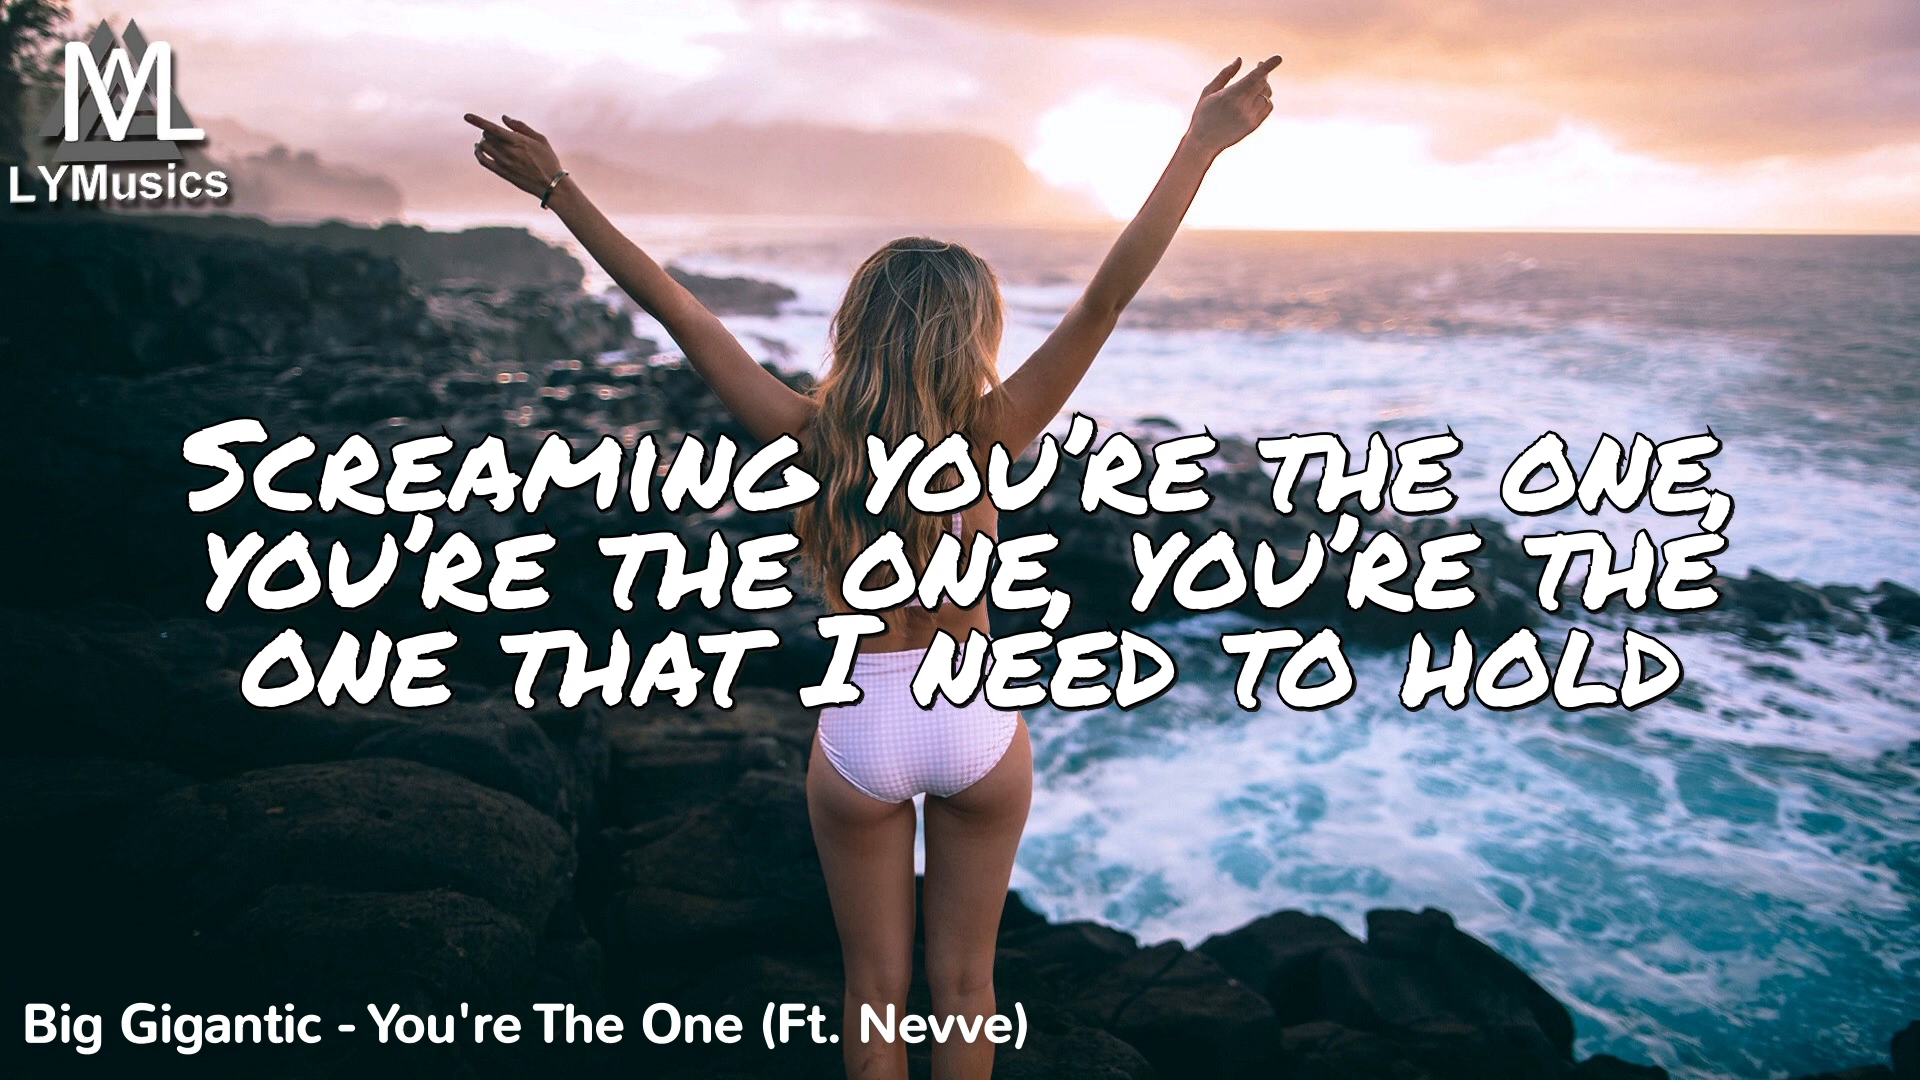 ML
LYMusics
Screaming you're the one,
you're the one, you're the
one that I need to hold
Big Gigantic - You're The One (Ft. Nevve)